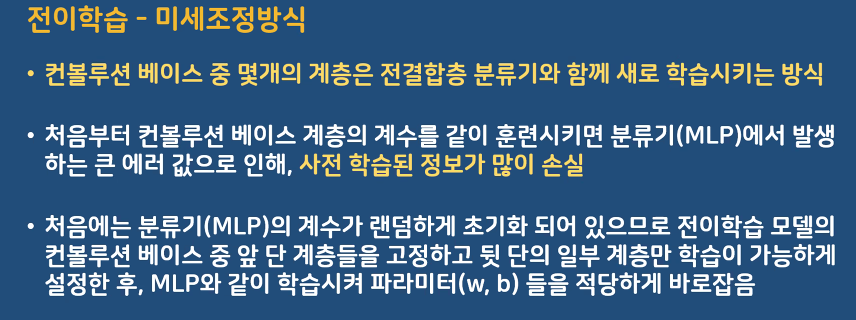 전이학습 - 미세조정방식
• 컨볼루션 베이스 중 몇개의 계층은 전결합층 분류기와 함께 새로 학습시키는 방식
• 처음부터 컨볼루션 베이스 계층의 계수를 같이 훈련시키면 분류기(MLP)에서 발생
하는 큰 에러 값으로 인해, 사전 학습된 정보가 많이 손실
• 처음에는 분류기(MLP)의 계수가 랜덤하게 초기화 되어 있으므로 전이학습 모델의
컨볼루션 베이스 중 앞 단 계층들을 고정하고 뒷 단의 일부 계층만 학습이 가능하게
설정한 후, MLP와 같이 학습시켜 파라미터(w, b) 들을 적당하게 바로잡음